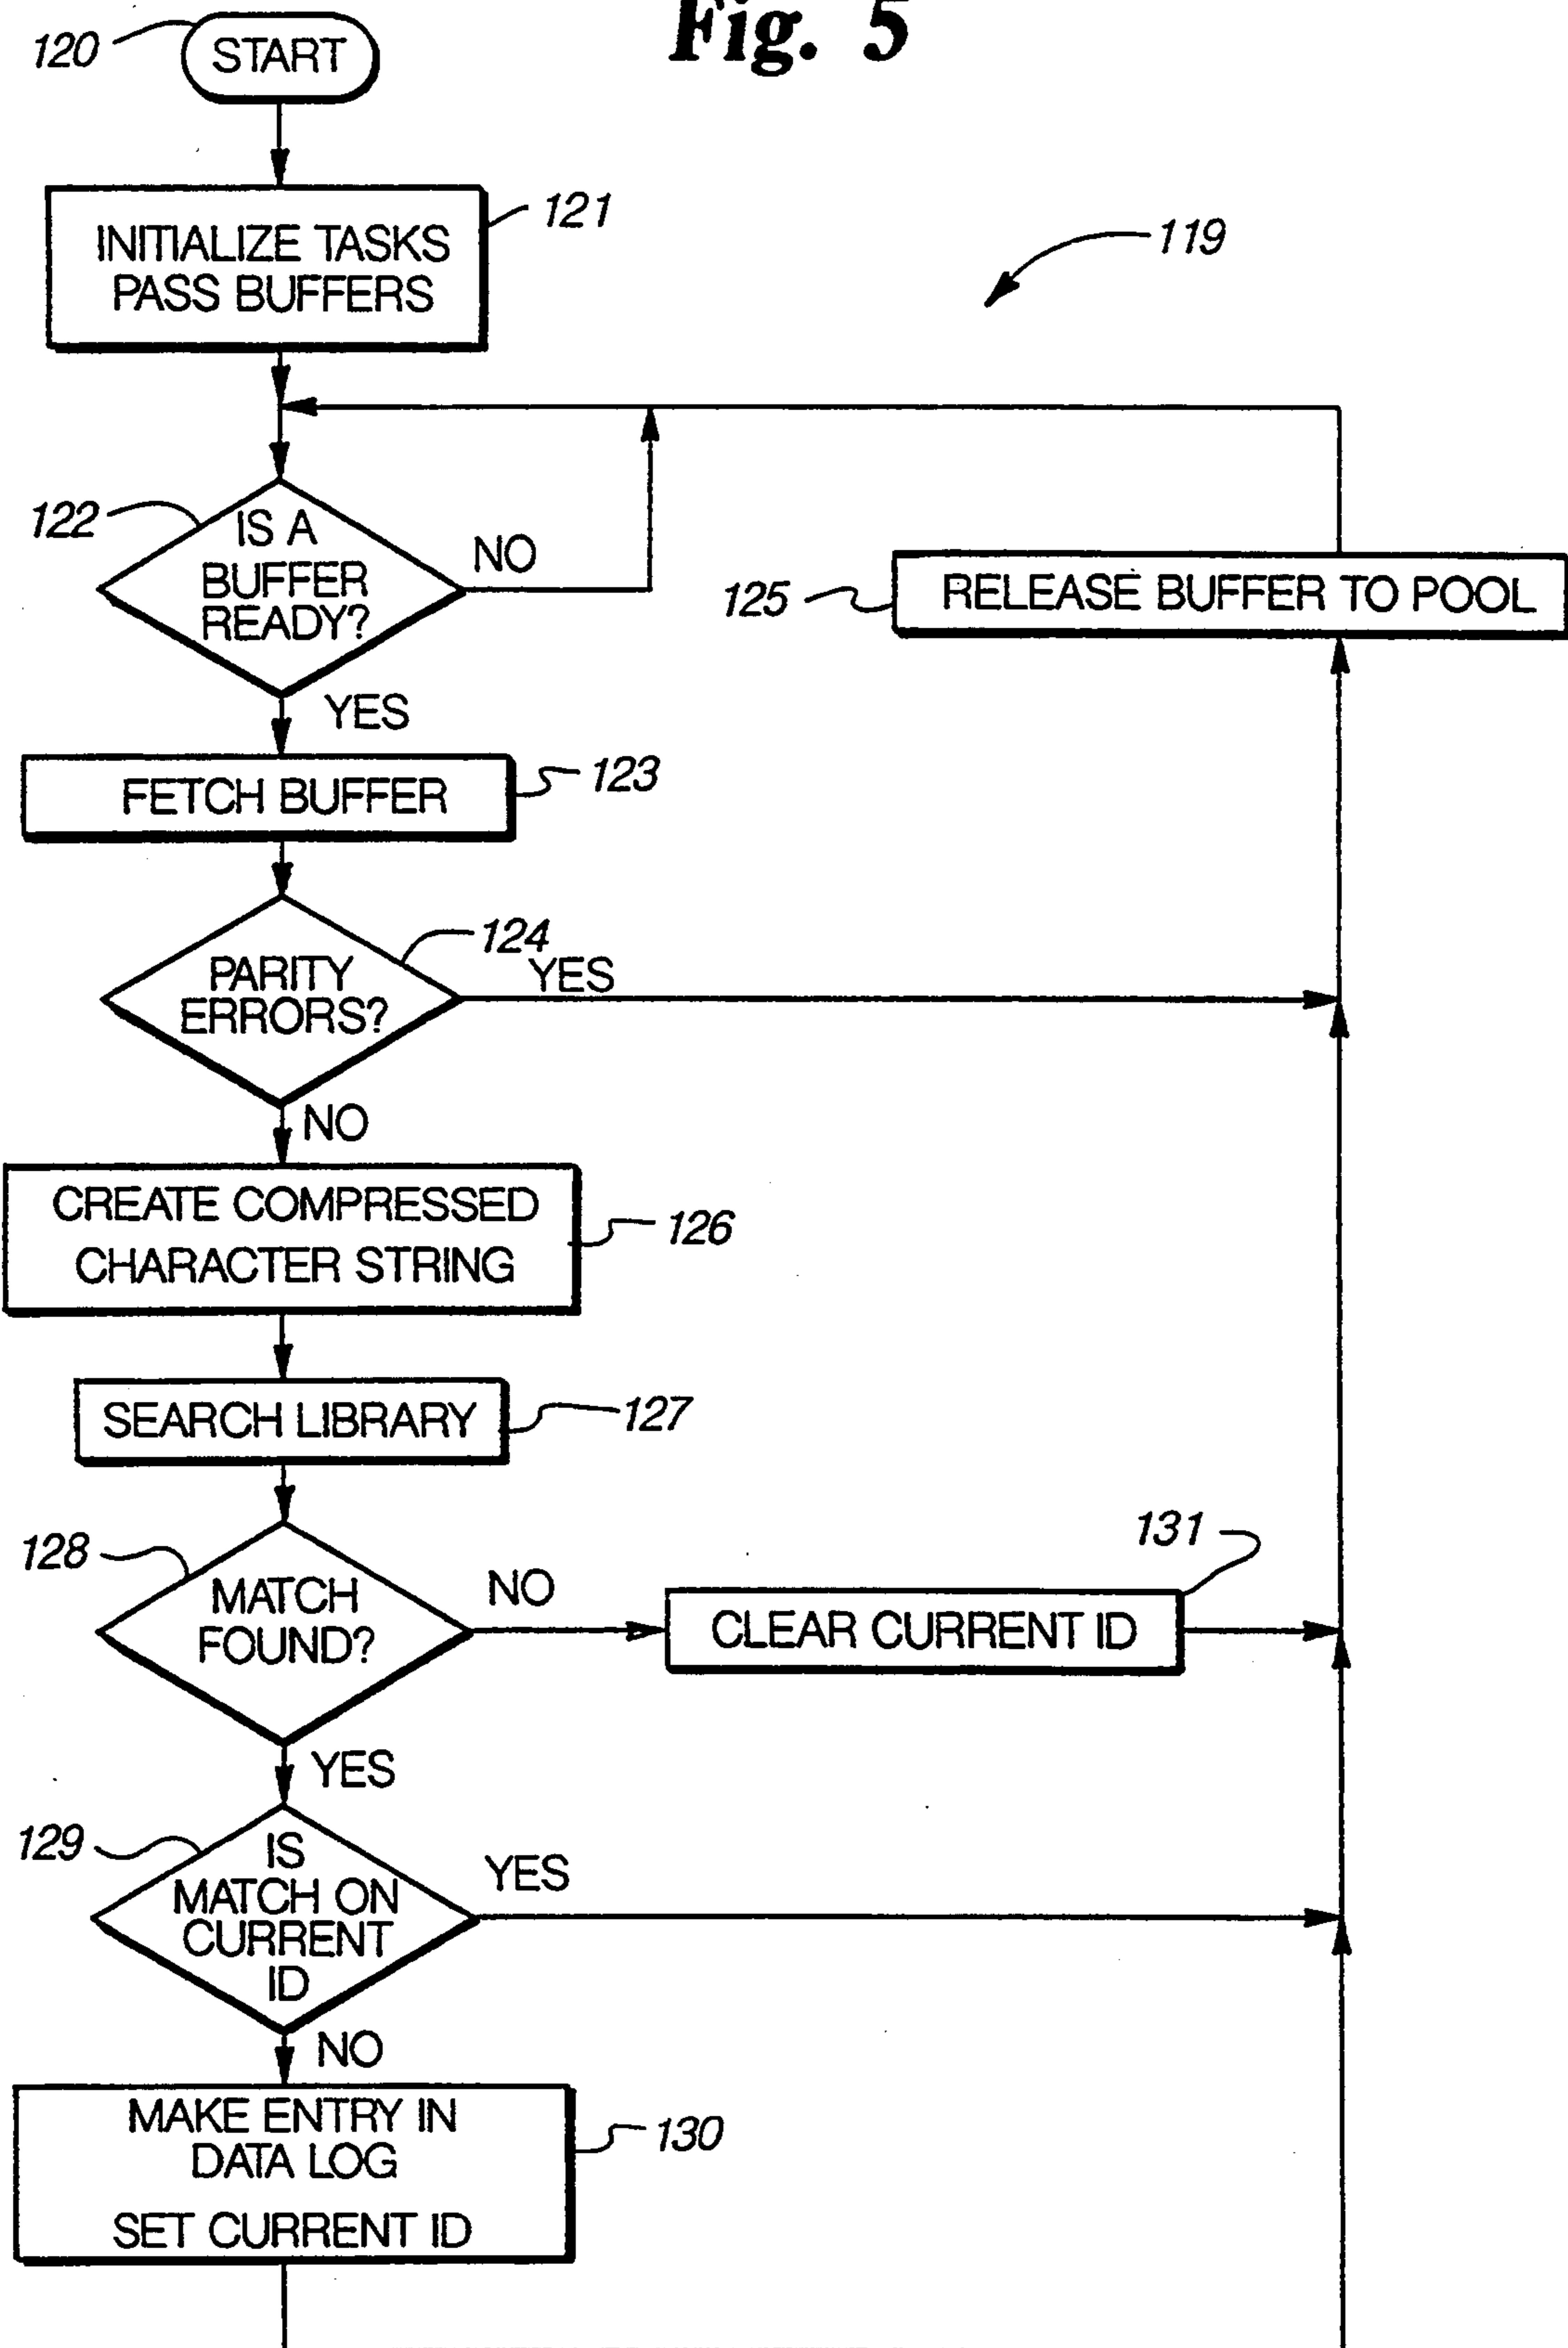 Fig. 5
120
START
121
INITIALIZE TASKS
PASS BUFFERS
119
122
IS A
BUFFER
READY?
NO
125
RELEASE BUFFER TO POOL
YES
FETCH BUFFER
123
124
PARITY
ERRORS?
YES
NO
CREATE COMPRESSED
CHARACTER STRING
126
SEARCH LIBRARY
127
128
MATCH
FOUND?
NO
131
CLEAR CURRENT ID
YES
129
IS
MATCH ON
CURRENT
ID
YES
NO
MAKE ENTRY IN
DATA LOG
SET CURRENT ID
130